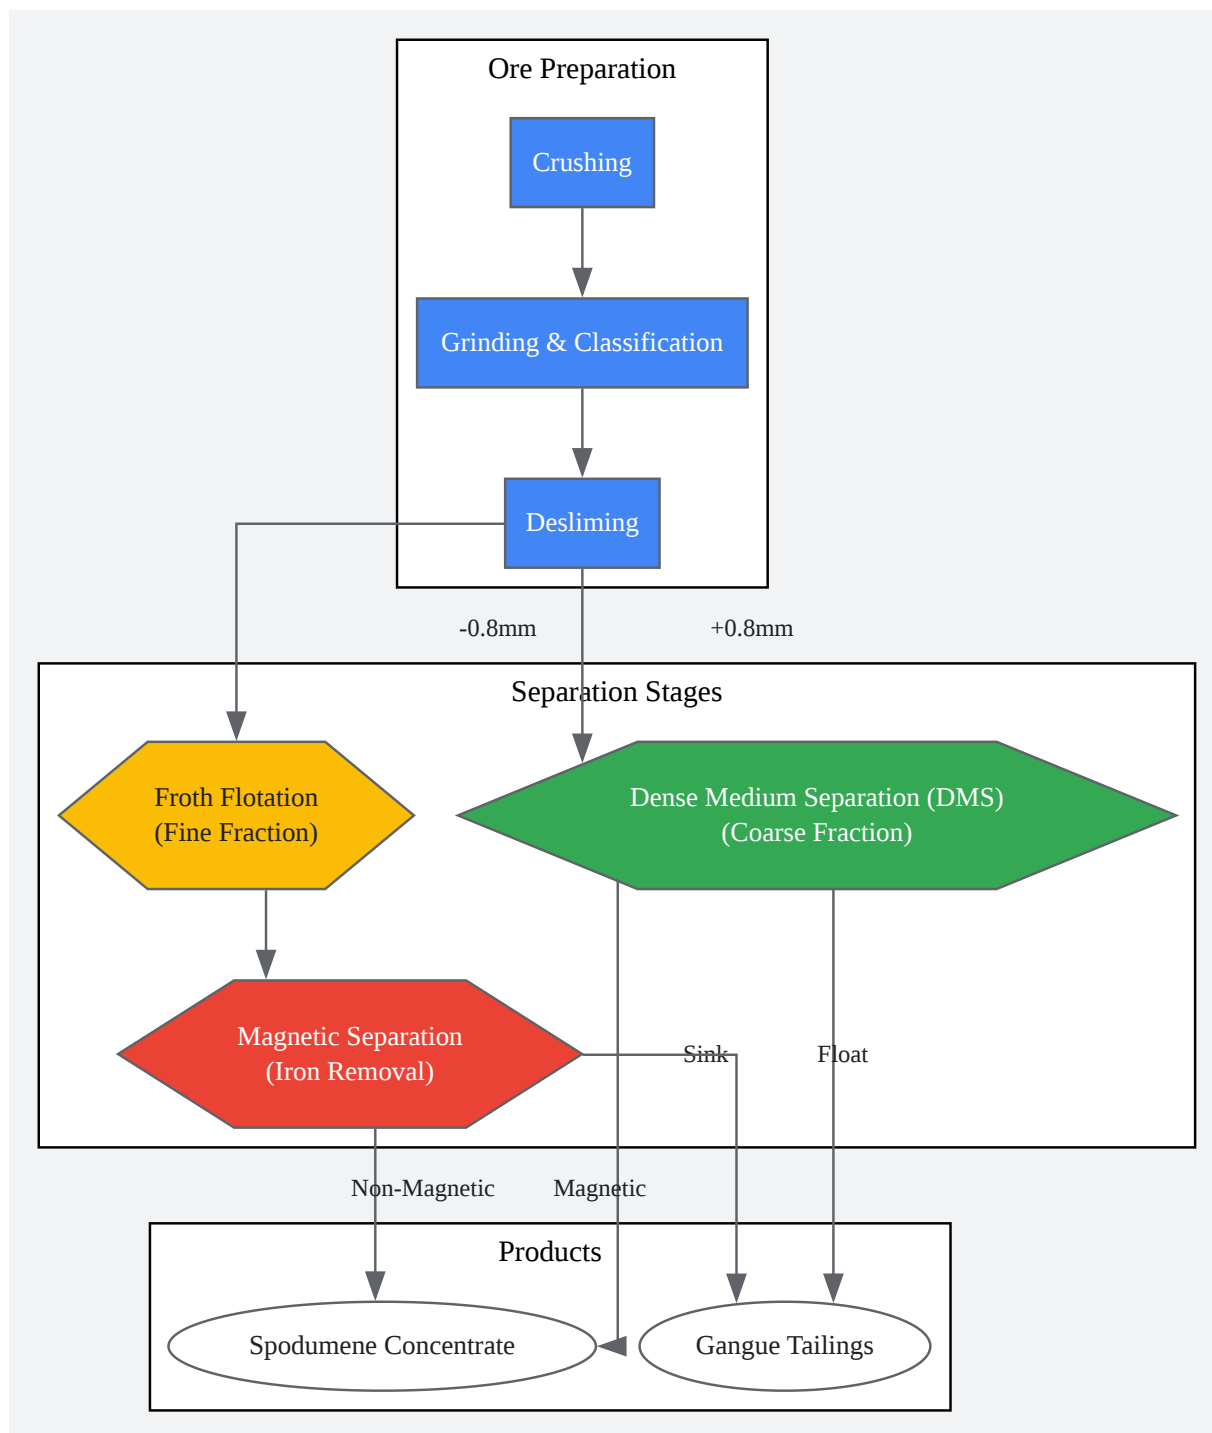 Ore Preparation
Crushing
Grinding & Classification
Desliming
-0.8mm
+0.8mm
Separation Stages
Froth Flotation
(Fine Fraction)
Dense Medium Separation (DMS)
(Coarse Fraction)
Magnetic Separation
(Iron Removal)
Sink
Float
Non-Magnetic
Magnetic
Products
Spodumene Concentrate
Gangue Tailings